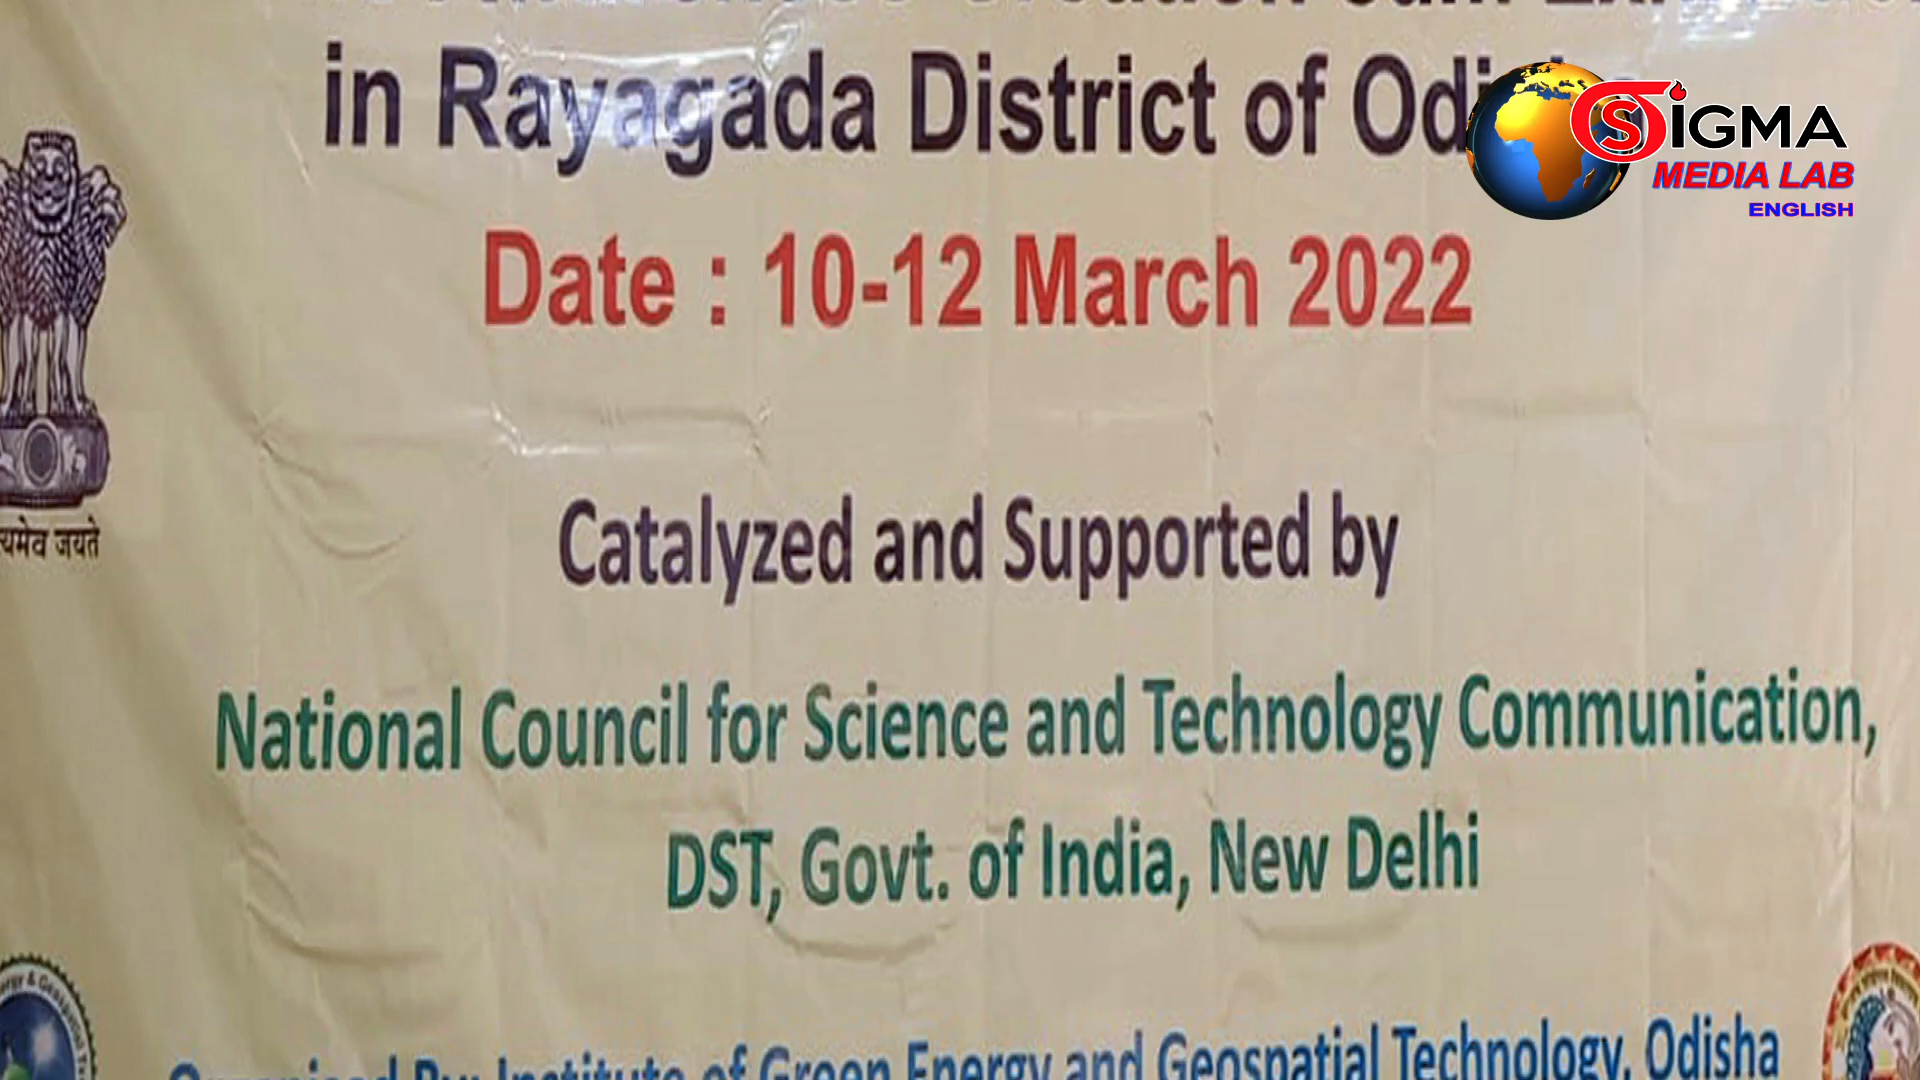 in Rayagada District of
SIGMA
MEDIA LAB
ENGLISH
Date : 10-12 March 2022
जयते
Catalyzed and Supported by
National Council for Science and Technology Communication,
DST, Govt. of India, New Delhi
Organised By: Institute of Green Energy and Geospatial Technology, Odisha